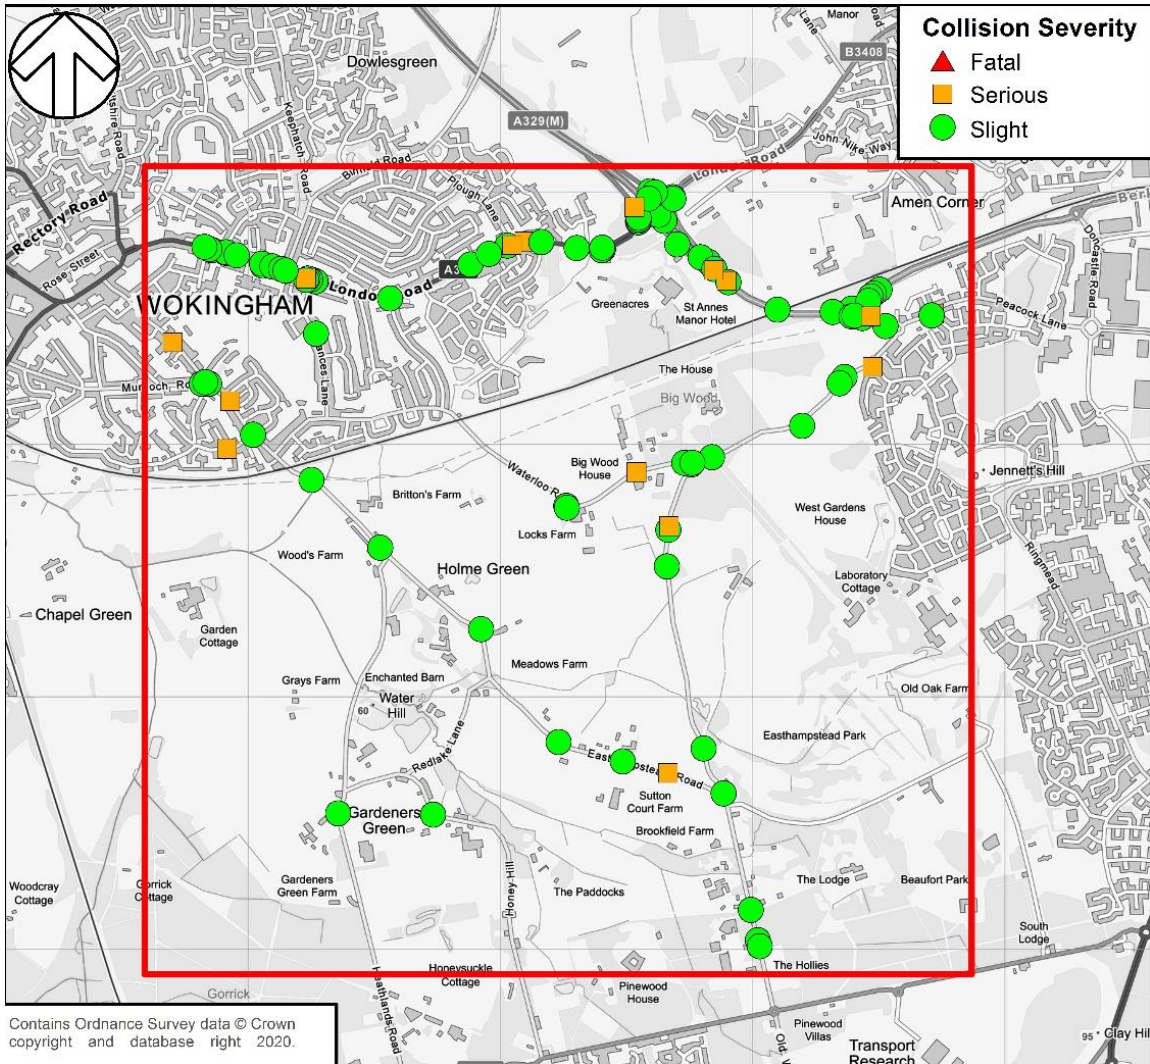 Collision Severity
Fatal
Serious
Slight
Manor
Dowlesgreen
B3408
A329(M)
John Nike Way
London Road
Keephatch Road
Plough Lane
Rectory Road
Rose Street
Amen Corner
Doncaster Road
Peacock Lane
WOKINGHAM
Greenacres
St Annes
Manor Hotel
The House
Big Wood
Waterloo
Big Wood
House
Jennett's Hill
Britton's Farm
Locks Farm
West Gardens
House
Wood's Farm
Holme Green
Ringmead
Laboratory
Cottage
Chapel Green
Garden
Cottage
Meadows Farm
Grays Farm
Enchanted Barn
Old Oak Farm
60
Water
Hill
Easthampstead Park
Redlake Lane
Road
Sutton
Court Farm
Gardeners
Green
Brookfield Farm
Woodcray
Cottage
Gorrick
Cottage
Gardeners
Green Farm
Honey Hill
The Paddocks
The Lodge
Beaufort Park
South
Lodge
The Hollies
Heathlands Road
Honeysuckle
Cottage
Pinewood
House
Gorrick
Pinewood
Villas
95
Clay Hill
Transport
Research
Contains Ordnance Survey data © Crown
copyright and database right 2020.